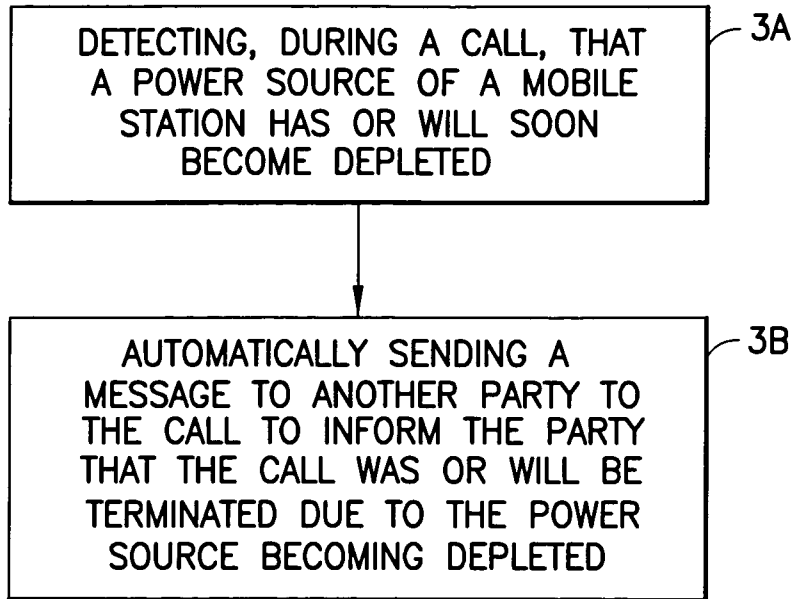 DETECTING, DURING A CALL, THAT
A POWER SOURCE OF A MOBILE
STATION HAS OR WILL SOON
BECOME DEPLETED
3A
AUTOMATICALLY SENDING A
MESSAGE TO ANOTHER PARTY TO
THE CALL TO INFORM THE PARTY
THAT THE CALL WAS OR WILL BE
TERMINATED DUE TO THE POWER
SOURCE BECOMING DEPLETED
3B